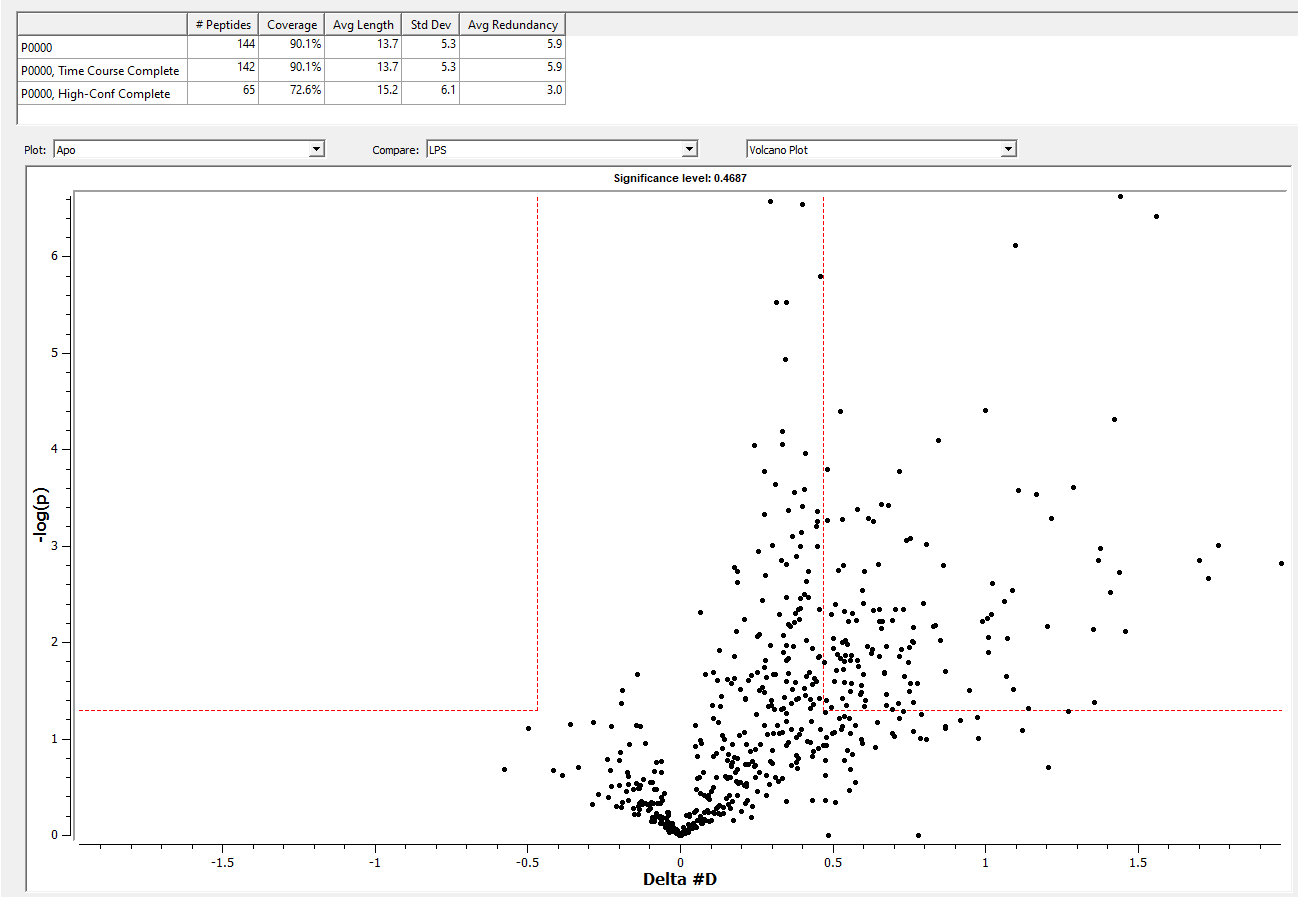 # Peptides Coverage Avg Length Std Dev Avg Redundancy
P0000 144 90.1% 13.7 5.3 5.9
P0000, Time Course Complete 142 90.1% 13.7 5.3 5.9
P0000, High-Conf Complete 65 72.6% 15.2 6.1 3.0
Plot: Apo Compare: LPS Volcano Plot
Significance level: 0.4687
6
5
4
-log(p)
3
2
1
0
-1.5 -1 -0.5 0 0.5 1 1.5
Delta #D